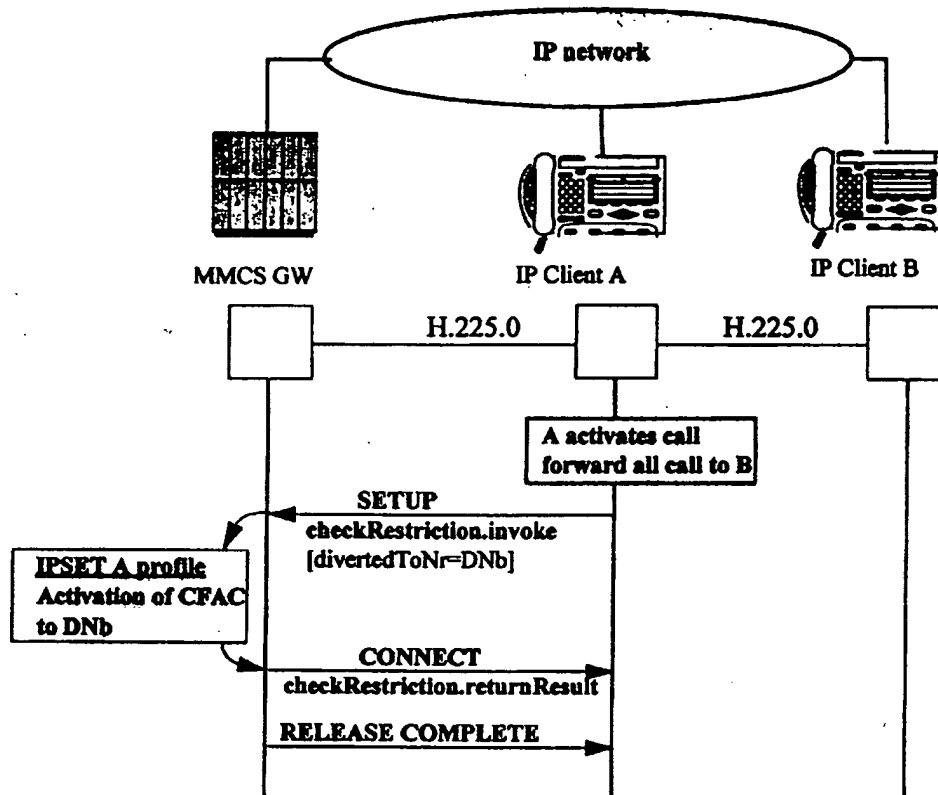 IP network
MMCS GW
IP Client A
IP Client B
H.225.0
H.225.0
A activates call
forward all call to B
SETUP
checkRestriction.invoke
[divertedToNr=DNb]
IPSET A profile
Activation of CFAC
to DNb
CONNECT
checkRestriction.returnResult
RELEASE COMPLETE